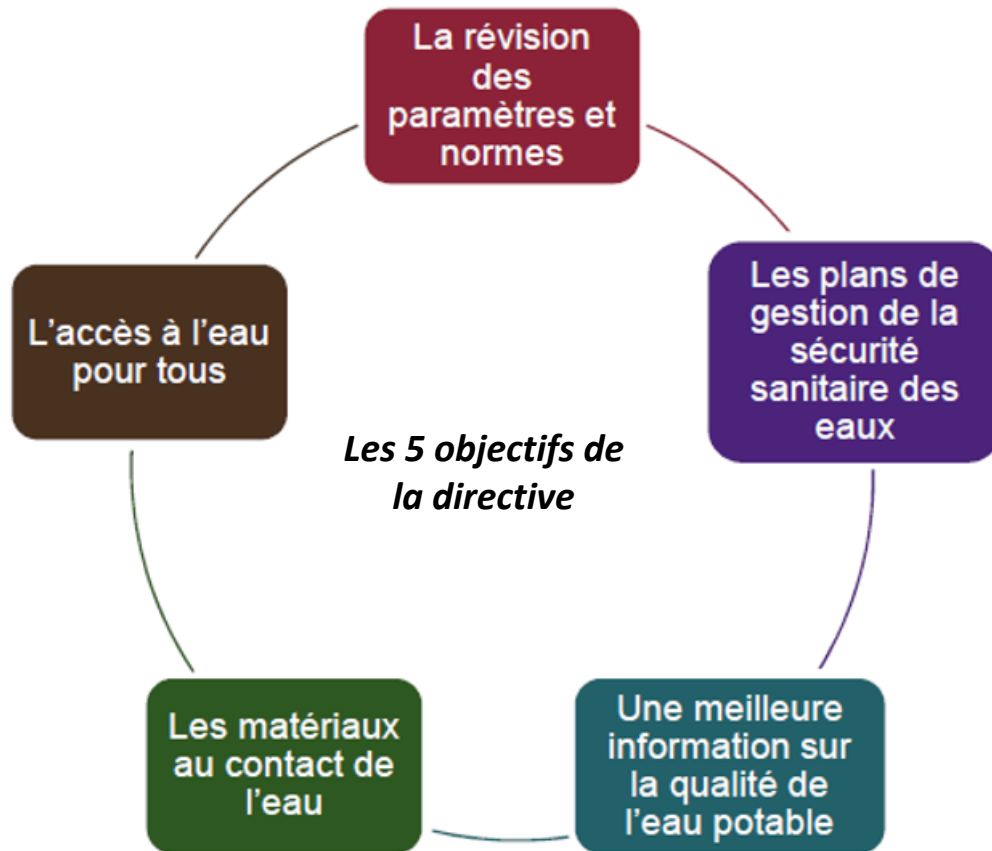 La révision
des
paramètres et
normes
Les plans de
gestion de la
sécurité
sanitaire des
eaux
L'accès à l'eau
pour tous
Les 5 objectifs de
la directive
Les matériaux
au contact de
l'eau
Une meilleure
information sur
la qualité de
l'eau potable